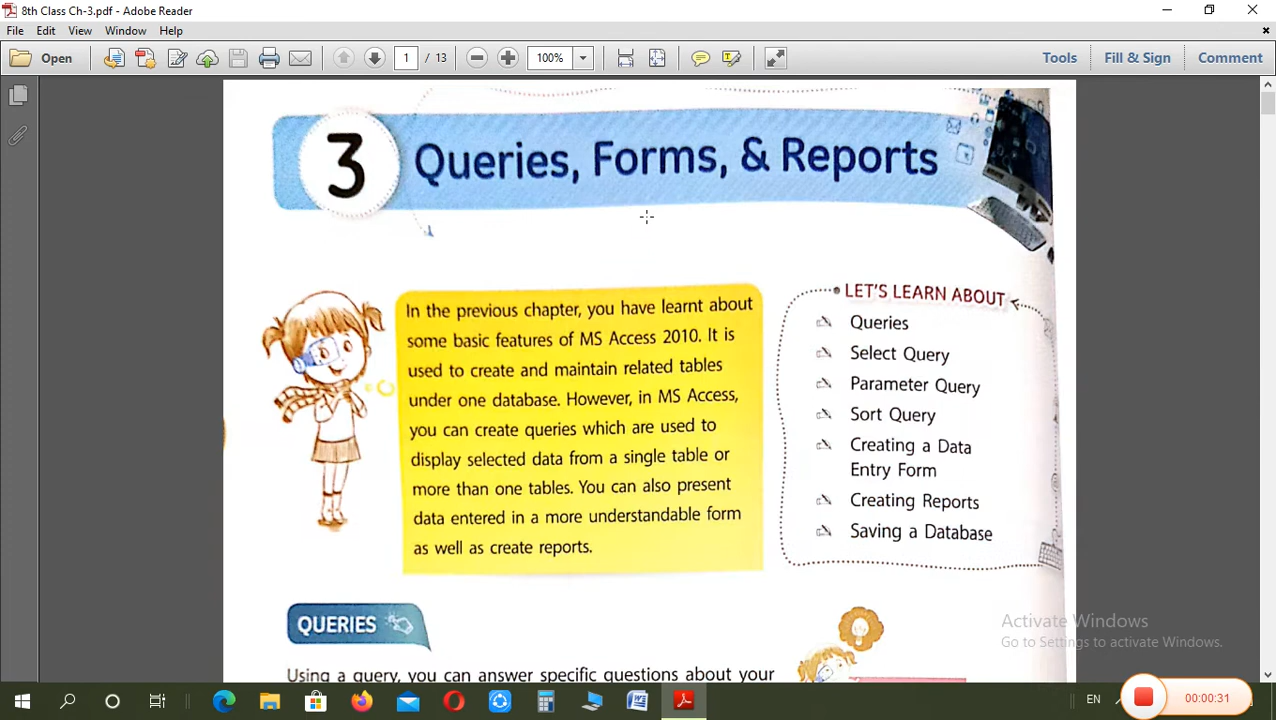 8th Class Ch-3.pdf - Adobe Reader
File Edit View Window Help
Open 1 / 13 100% Tools Fill & Sign Comment
3 Queries, Forms, & Reports
In the previous chapter, you have learnt about
some basic features of MS Access 2010. It is
used to create and maintain related tables
under one database. However, in MS Access,
you can create queries which are used to
display selected data from a single table or
more than one tables. You can also present
data entered in a more understandable form
as well as create reports.
LET'S LEARN ABOUT
Queries
Select Query
Parameter Query
Sort Query
Creating a Data
Entry Form
Creating Reports
Saving a Database
QUERIES
Using a query, you can answer specific questions about your
Activate Windows
Go to Settings to activate Windows.
EN 00:00:31